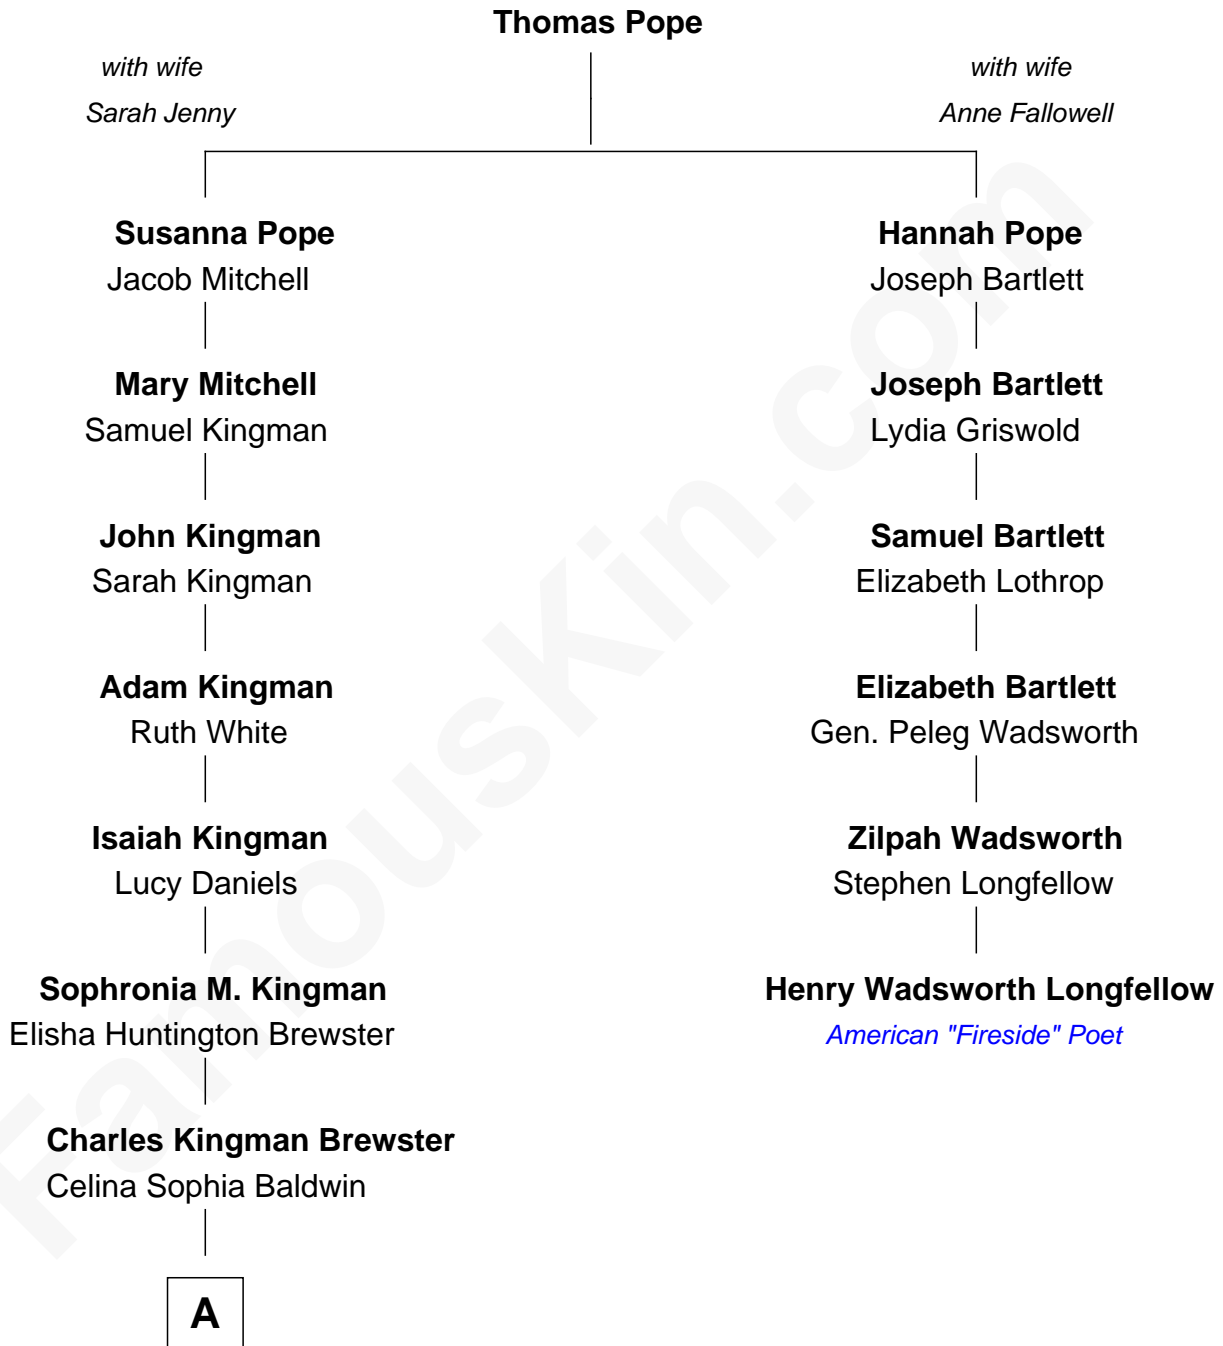 Thomas Pope
with wife
Sarah Jenny
with wife
Anne Fallowell
Susanna Pope
Jacob Mitchell
Hannah Pope
Joseph Bartlett
Mary Mitchell
Samuel Kingman
Joseph Bartlett
Lydia Griswold
John Kingman
Sarah Kingman
Samuel Bartlett
Elizabeth Lothrop
Adam Kingman
Ruth White
Elizabeth Bartlett
Gen. Peleg Wadsworth
Isaiah Kingman
Lucy Daniels
Zilpah Wadsworth
Stephen Longfellow
Sophronia M. Kingman
Elisha Huntington Brewster
Henry Wadsworth Longfellow
American "Fireside" Poet
Charles Kingman Brewster
Celina Sophia Baldwin
A
FamousKin.com